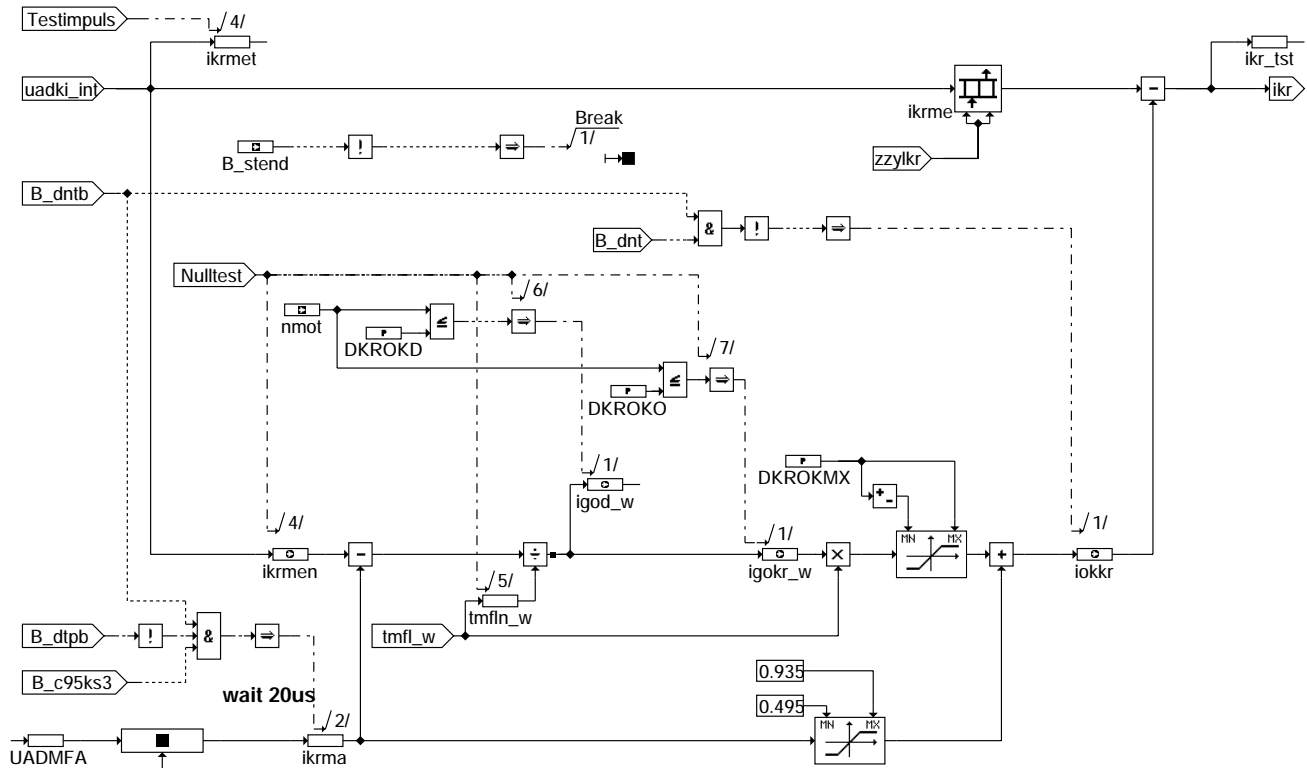 Testimpuls
/4/
ikrmet
ikr_tst
uadki_int
ikrme
-
ikr
B_stend
!
⇒
Break
/1/
zzylkr
B_dntb
B_dnt
&
!
⇒
Nulltest
/6/
nmot
≤
⇒
P
DKROKD
/7/
≤
⇒
P
DKROKO
/1/
igod_w
P
DKROKMX
+
-
/4/
ikrmen
-
÷
/1/
igokr_w
×
MN MX
+
/1/
iokkr
/5/
tmfln_w
tmfl_w
B_dtpb
!
&
⇒
B_c95ks3
wait 20us
0.935
0.495
MN MX
/2/
UADMFA
ikrma